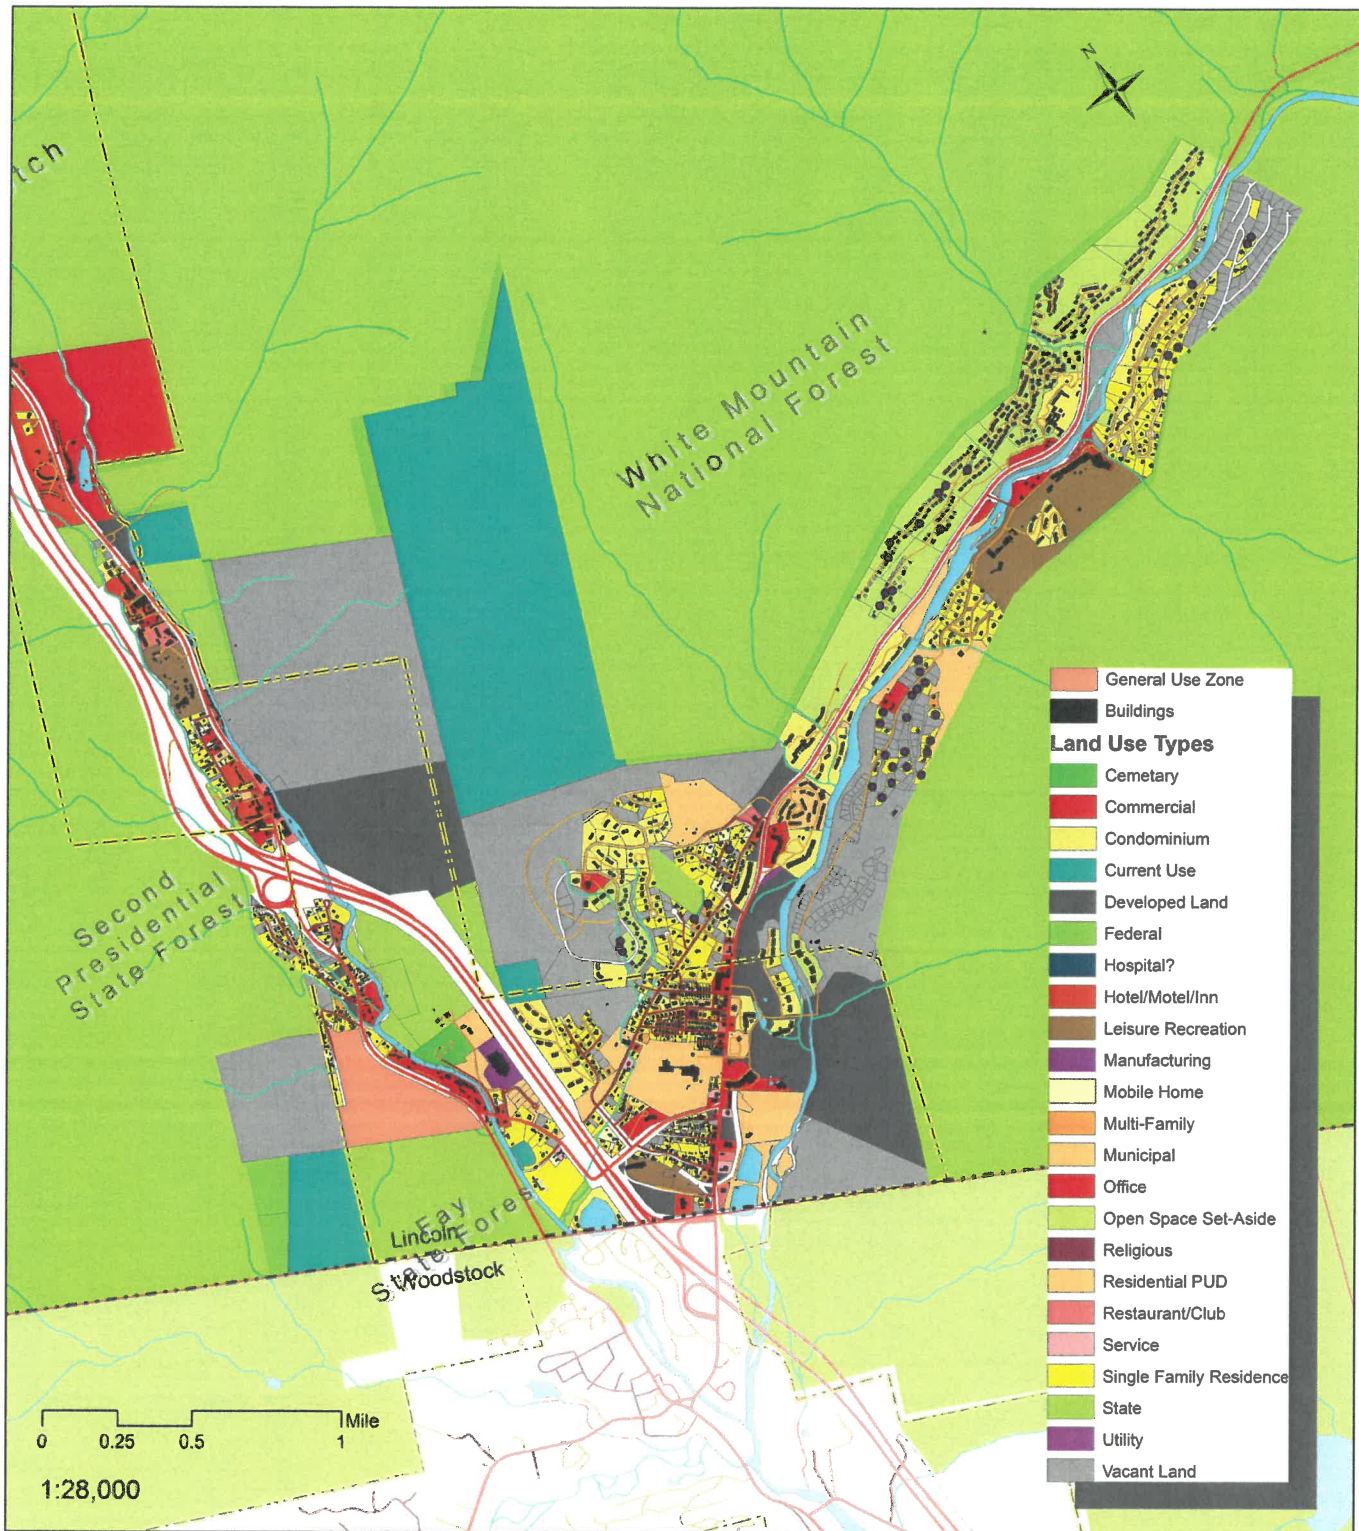 N
tch
White Mountain
National Forest
General Use Zone
Buildings
Land Use Types
Cemetary
Commercial
Condominium
Current Use
Developed Land
Federal
Hospital?
Hotel/Motel/Inn
Leisure Recreation
Manufacturing
Mobile Home
Multi-Family
Municipal
Office
Open Space Set-Aside
Religious
Residential PUD
Restaurant/Club
Service
Single Family Residence
State
Utility
Vacant Land
Second
Presidential
State Forest
Fay
State Forest
Lincoln
Woodstock
Mile
0 0.25 0.5 1
1:28,000